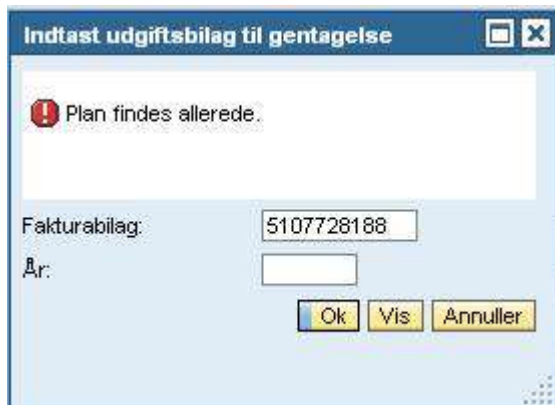 Indtast udgiftsbilag til gentagelse
Plan findes allerede.
Fakturabilag: 5107728188
År:
Ok Vis Annuller